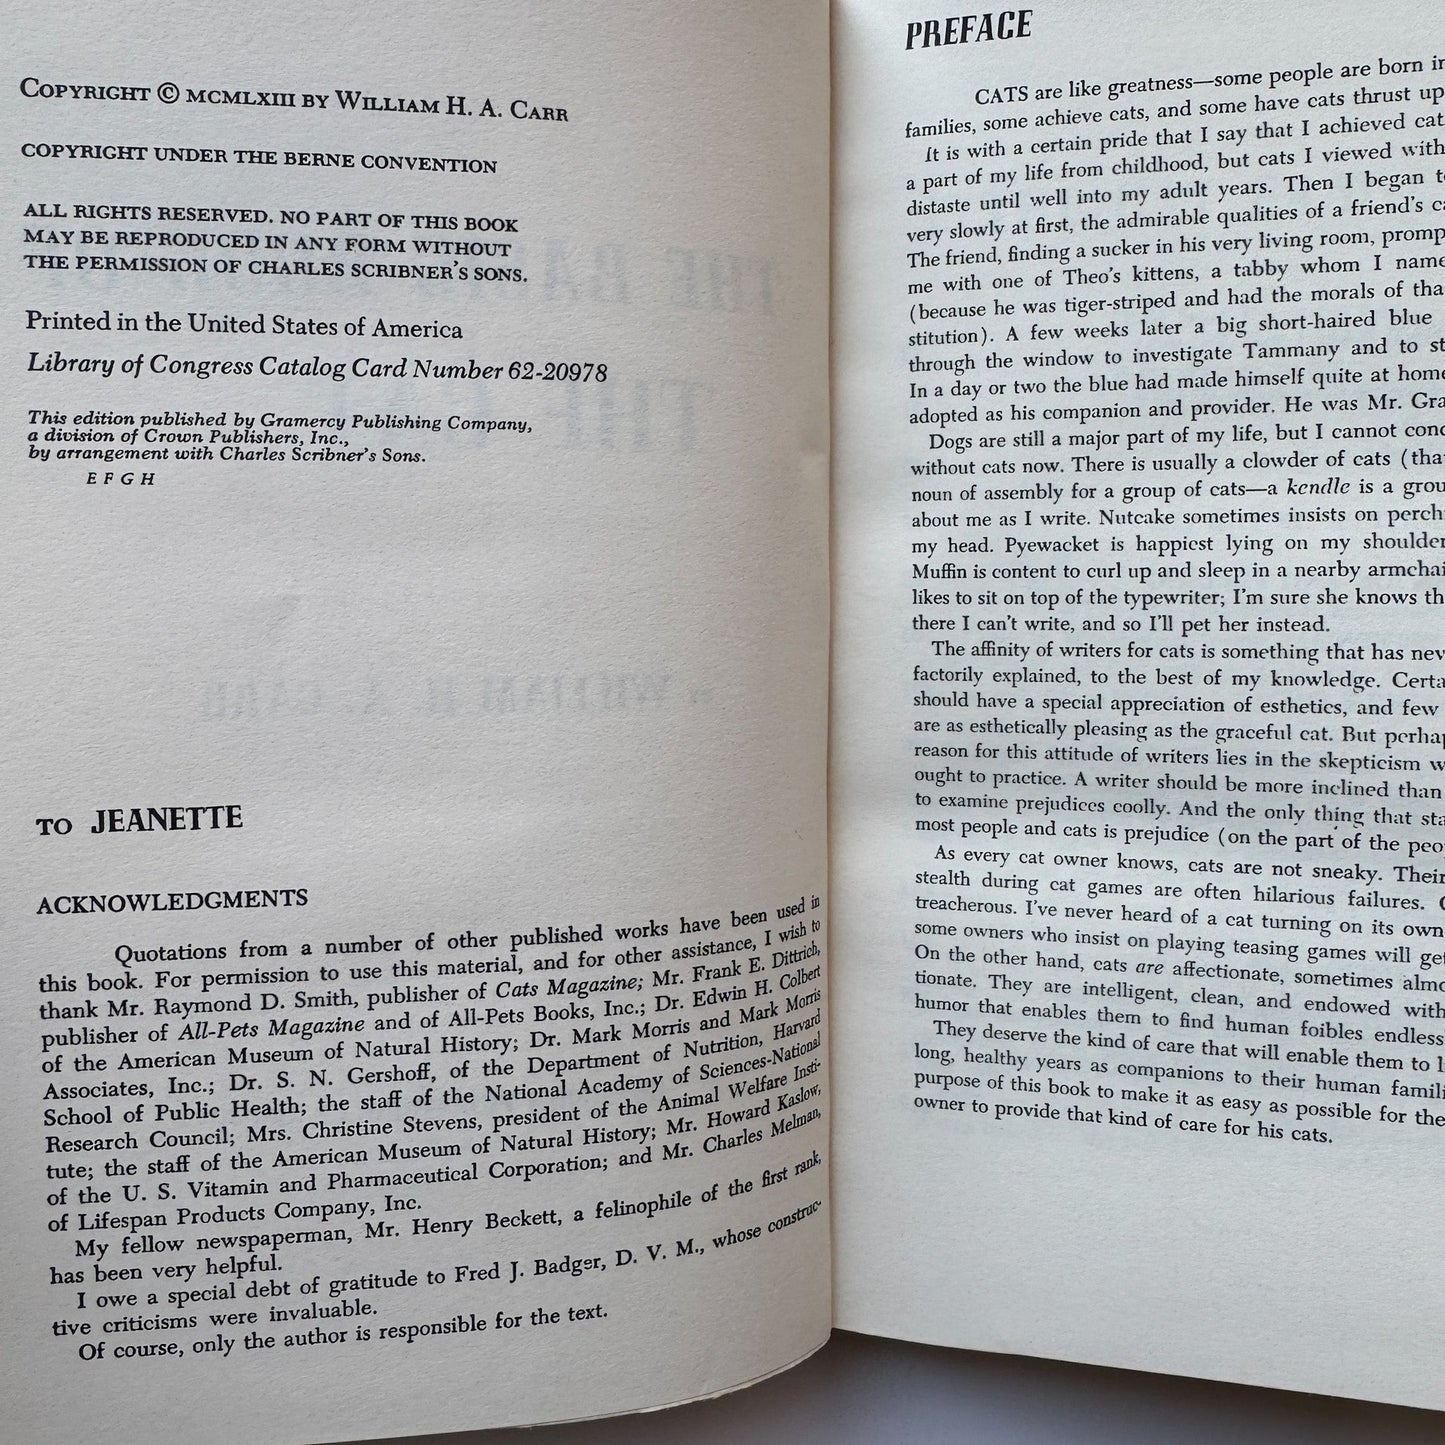 COPYRIGHT © MCMLXIII BY WILLIAM H. A. CARR
COPYRIGHT UNDER THE BERNE CONVENTION
ALL RIGHTS RESERVED. NO PART OF THIS BOOK
MAY BE REPRODUCED IN ANY FORM WITHOUT
THE PERMISSION OF CHARLES SCRIBNER'S SONS.
Printed in the United States of America
Library of Congress Catalog Card Number 62-20978
This edition published by Gramercy Publishing Company,
a division of Crown Publishers, Inc.,
by arrangement with Charles Scribner's Sons.
E F G H
TO JEANETTE
ACKNOWLEDGMENTS
Quotations from a number of other published works have been used in
this book. For permission to use this material, and for other assistance, I wish to
thank Mr. Raymond D. Smith, publisher of Cats Magazine; Mr. Frank E. Dittrich,
publisher of All-Pets Magazine and of All-Pets Books, Inc.; Dr. Edwin H. Colbert
of the American Museum of Natural History; Dr. Mark Morris and Mark Morris
Associates, Inc.; Dr. S. N. Gershoff, of the Department of Nutrition, Harvard
School of Public Health; the staff of the National Academy of Sciences-National
Research Council; Mrs. Christine Stevens, president of the Animal Welfare Insti-
tute; the staff of the American Museum of Natural History; Mr. Howard Kaslow,
of the U. S. Vitamin and Pharmaceutical Corporation; and Mr. Charles Melman,
of Lifespan Products Company, Inc.
My fellow newspaperman, Mr. Henry Beckett, a felinophile of the first rank,
has been very helpful.
I owe a special debt of gratitude to Fred J. Badger, D. V. M., whose construc-
tive criticisms were invaluable.
Of course, only the author is responsible for the text.
PREFACE
CATS are like greatness—some people are born in
families, some achieve cats, and some have cats thrust up
It is with a certain pride that I say that I achieved cat
a part of my life from childhood, but cats I viewed with
distaste until well into my adult years. Then I began t
very slowly at first, the admirable qualities of a friend's c
The friend, finding a sucker in his very living room, promp
me with one of Theo's kittens, a tabby whom I name
(because he was tiger-striped and had the morals of tha
stitution). A few weeks later a big short-haired blue
through the window to investigate Tammany and to st
In a day or two the blue had made himself quite at home
adopted as his companion and provider. He was Mr. Gra
Dogs are still a major part of my life, but I cannot conc
without cats now. There is usually a clowder of cats (tha
noun of assembly for a group of cats—a kendle is a grou
about me as I write. Nutcake sometimes insists on perch
my head. Pyewacket is happiest lying on my shoulder
Muffin is content to curl up and sleep in a nearby armchai
likes to sit on top of the typewriter; I'm sure she knows th
there I can't write, and so I'll pet her instead.
The affinity of writers for cats is something that has nev
factorily explained, to the best of my knowledge. Certa
should have a special appreciation of esthetics, and few
are as esthetically pleasing as the graceful cat. But perhap
reason for this attitude of writers lies in the skepticism w
ought to practice. A writer should be more inclined than
to examine prejudices coolly. And the only thing that sta
most people and cats is prejudice (on the part of the peo
As every cat owner knows, cats are not sneaky. Their
stealth during cat games are often hilarious failures. C
treacherous. I've never heard of a cat turning on its own
some owners who insist on playing teasing games will ge
On the other hand, cats are affectionate, sometimes almo
tionate. They are intelligent, clean, and endowed with
humor that enables them to find human foibles endless
They deserve the kind of care that will enable them to l
long, healthy years as companions to their human famili
purpose of this book to make it as easy as possible for the
owner to provide that kind of care for his cats.